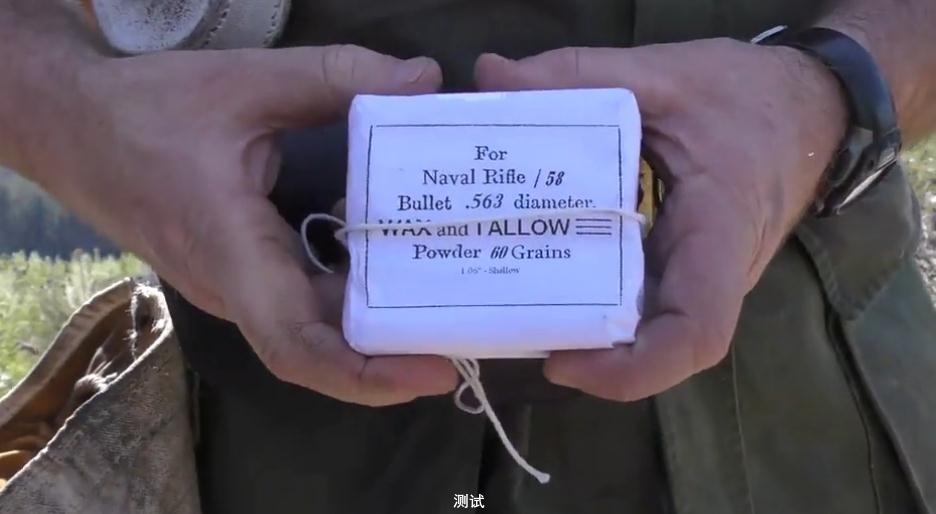 For
Naval Rifle / 58
Bullet .563 diameter.
WAX and TALLOW
Powder 60 Grains
1.06" - Shallow
测试